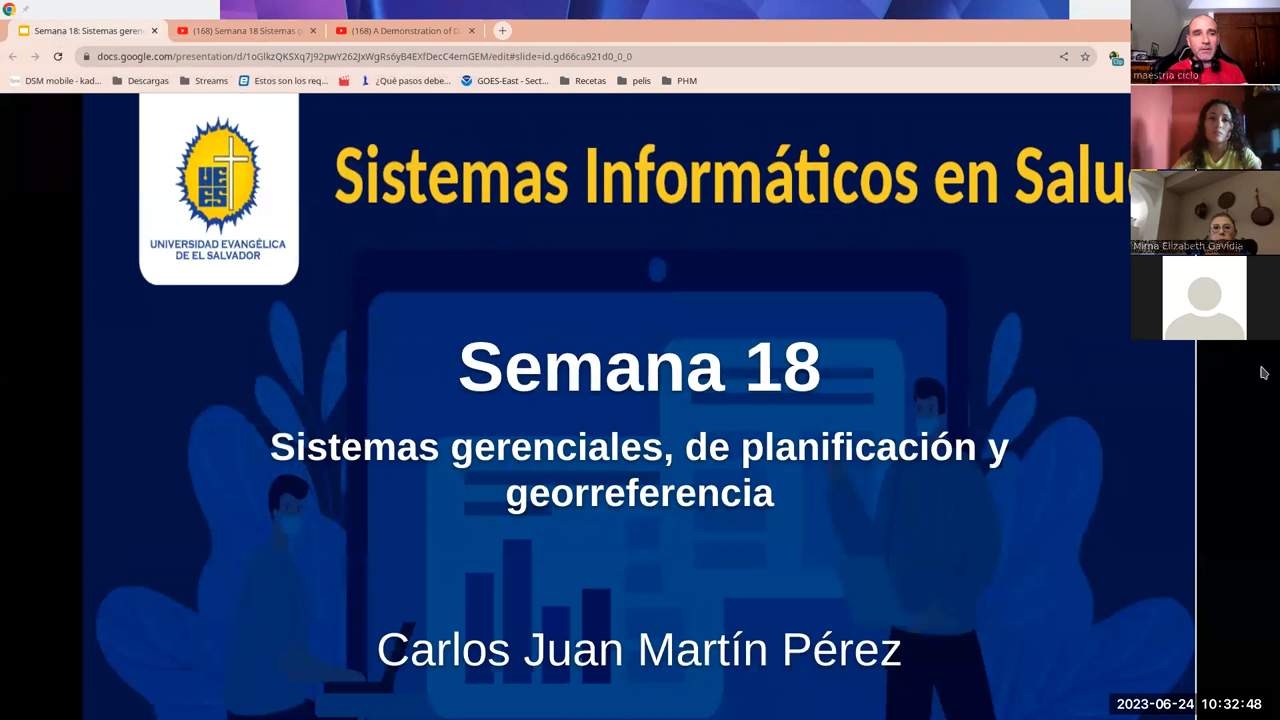 Semana 18: Sistemas geren
(168) Semana 18 Sistemas g
(168) A Demonstration of D
docs.google.com/presentation/d/1oGlkzQKSXq7J92pwY262JxWgRs6yB4EXfDecC4emGEM/edit#slide=id.gd66ca921d0_0_0
DSM mobile - kad...
Descargas
Streams
Estos son los req...
¿Qué pasos debe...
GOES-East - Sect...
Recetas
pelis
PHM
maestria ciclo
Mirna Elizabeth Gavidia
UEES
UNIVERSIDAD EVANGÉLICA
DE EL SALVADOR
Sistemas Informáticos en Salu
Semana 18
Sistemas gerenciales, de planificación y
georreferencia
Carlos Juan Martín Pérez
2023-06-24 10:32:48